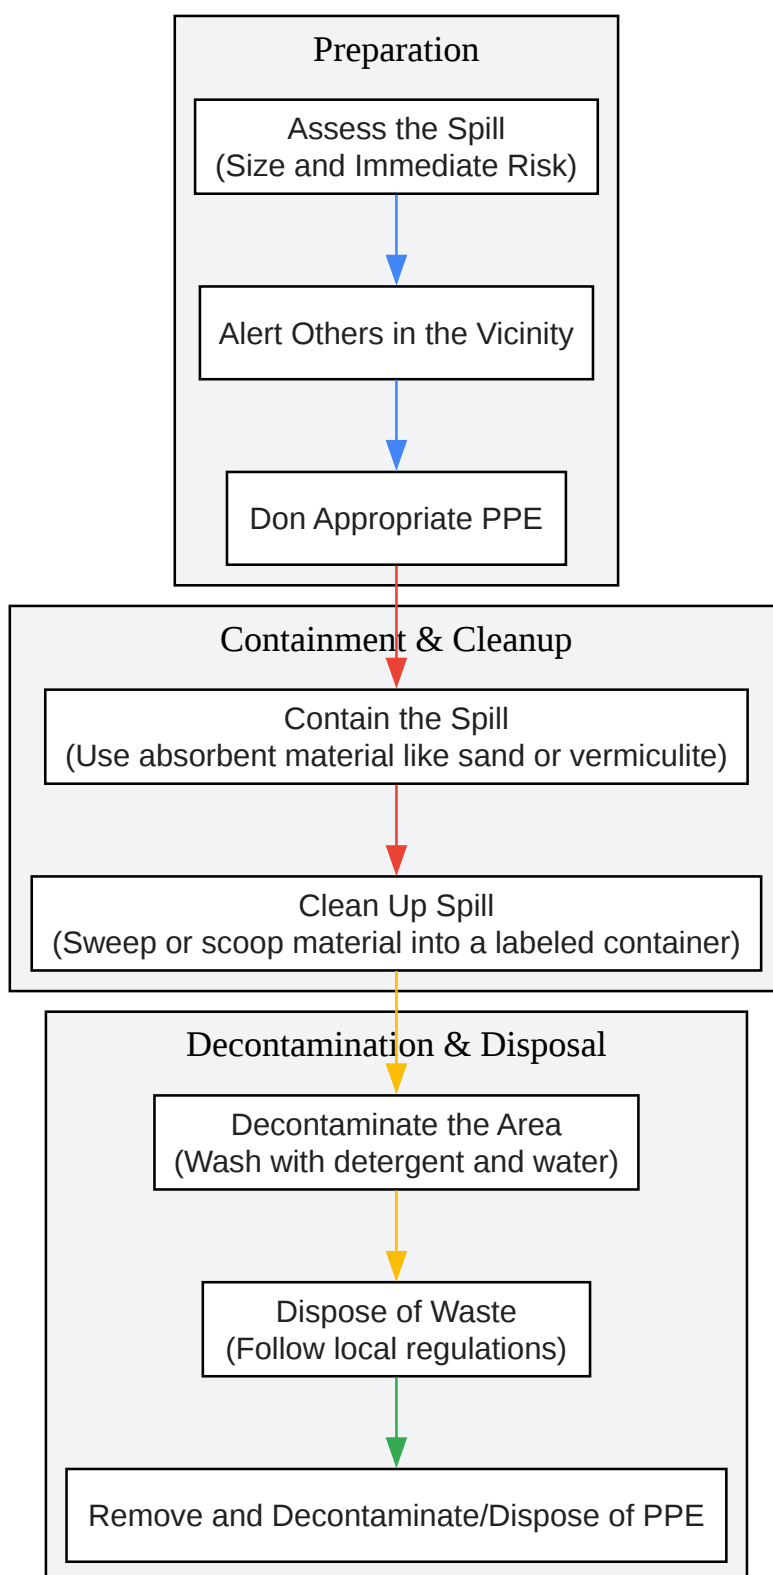 Preparation
Assess the Spill
(Size and Immediate Risk)
Alert Others in the Vicinity
Don Appropriate PPE
Containment & Cleanup
Contain the Spill
(Use absorbent material like sand or vermiculite)
Clean Up Spill
(Sweep or scoop material into a labeled container)
Decontamination & Disposal
Decontaminate the Area
(Wash with detergent and water)
Dispose of Waste
(Follow local regulations)
Remove and Decontaminate/Dispose of PPE